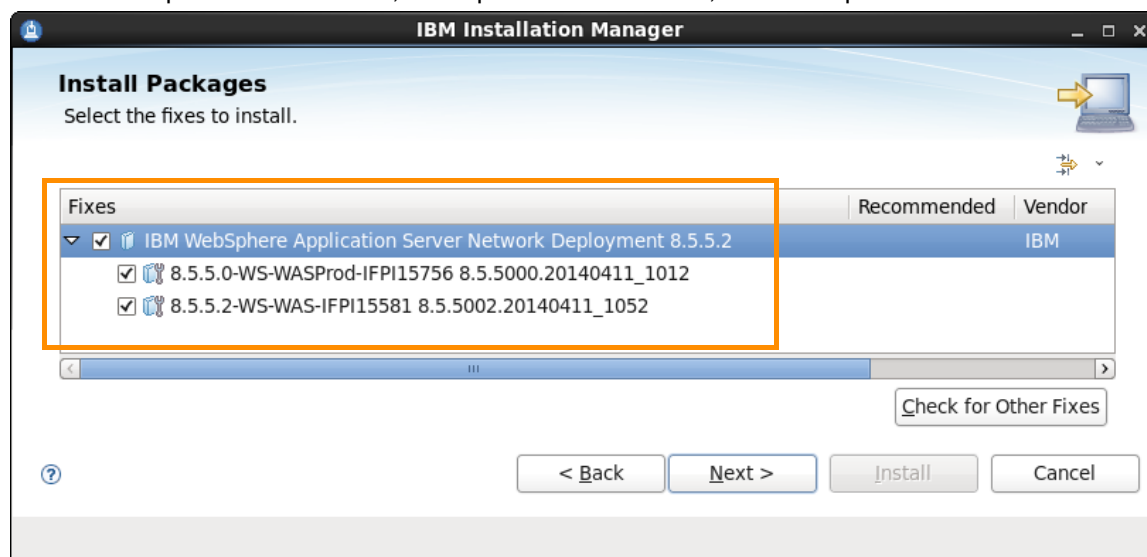 IBM Installation Manager
Install Packages
Select the fixes to install.
Fixes Recommended Vendor
IBM WebSphere Application Server Network Deployment 8.5.5.2 IBM
8.5.5.0-WS-WASProd-IFPI15756 8.5.5000.20140411_1012
8.5.5.2-WS-WAS-IFPI15581 8.5.5002.20140411_1052
Check for Other Fixes
< Back Next > Install Cancel